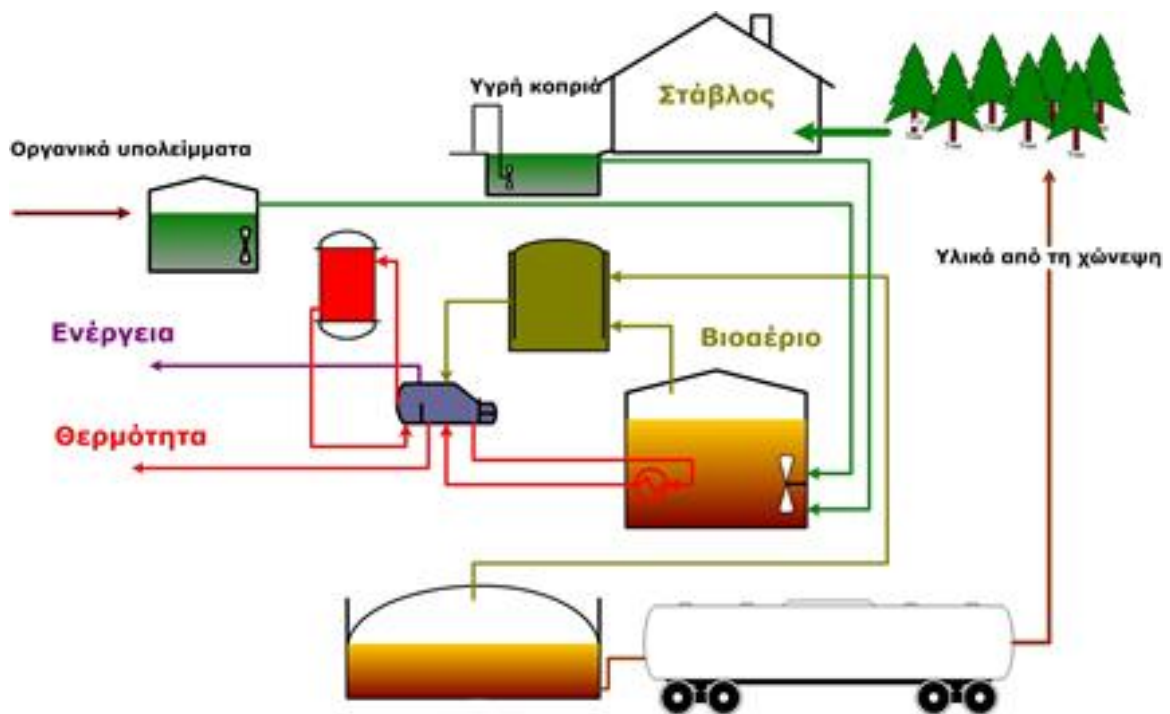 Υγρή κοπριά
Στάβλος
Οργανικά υπολείμματα
Υλικά από τη χώνεψη
Ενέργεια
Βιοαέριο
Θερμότητα